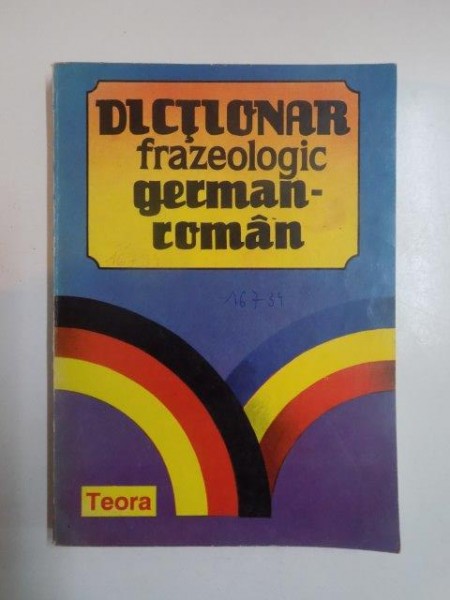 DICȚIONAR
frazeologic
german-
român
16734
Teora